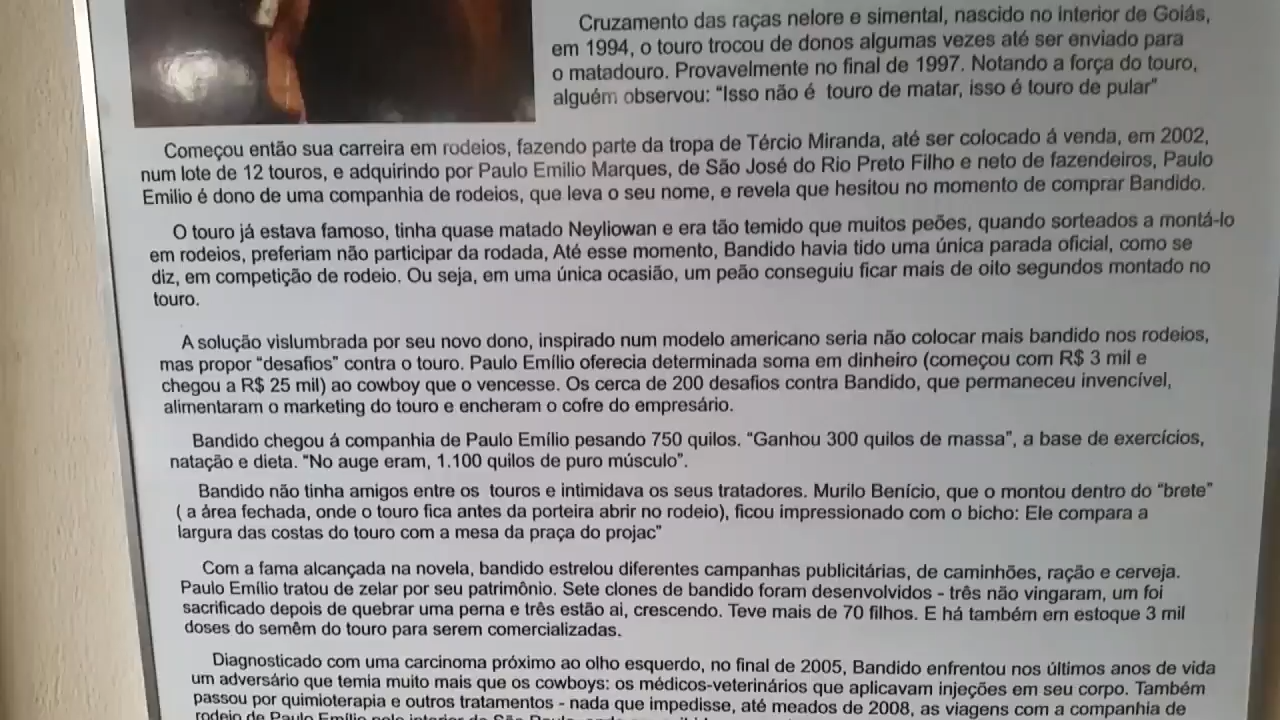 Cruzamento das raças nelore e simental, nascido no interior de Goiás,
em 1994, o touro trocou de donos algumas vezes até ser enviado para
o matadouro. Provavelmente no final de 1997. Notando a força do touro,
alguém observou: “Isso não é touro de matar, isso é touro de pular”
Começou então sua carreira em rodeios, fazendo parte da tropa de Tércio Miranda, até ser colocado á venda, em 2002,
num lote de 12 touros, e adquirindo por Paulo Emilio Marques, de São José do Rio Preto Filho e neto de fazendeiros, Paulo
Emilio é dono de uma companhia de rodeios, que leva o seu nome, e revela que hesitou no momento de comprar Bandido.
O touro já estava famoso, tinha quase matado Neyliowan e era tão temido que muitos peões, quando sorteados a montá-lo
em rodeios, preferiam não participar da rodada, Até esse momento, Bandido havia tido uma única parada oficial, como se
diz, em competição de rodeio. Ou seja, em uma única ocasião, um peão conseguiu ficar mais de oito segundos montado no
touro.
A solução vislumbrada por seu novo dono, inspirado num modelo americano seria não colocar mais bandido nos rodeios,
mas propor “desafios” contra o touro. Paulo Emílio oferecia determinada soma em dinheiro (começou com R$ 3 mil e
chegou a R$ 25 mil) ao cowboy que o vencesse. Os cerca de 200 desafios contra Bandido, que permaneceu invencível,
alimentaram o marketing do touro e encheram o cofre do empresário.
Bandido chegou á companhia de Paulo Emílio pesando 750 quilos. “Ganhou 300 quilos de massa”, a base de exercícios,
natação e dieta. “No auge eram, 1.100 quilos de puro músculo”.
Bandido não tinha amigos entre os touros e intimidava os seus tratadores. Murilo Benício, que o montou dentro do “brete”
( a área fechada, onde o touro fica antes da porteira abrir no rodeio), ficou impressionado com o bicho: Ele compara a
largura das costas do touro com a mesa da praça do projac”
Com a fama alcançada na novela, bandido estrelou diferentes campanhas publicitárias, de caminhões, ração e cerveja.
Paulo Emílio tratou de zelar por seu patrimônio. Sete clones de bandido foram desenvolvidos - três não vingaram, um foi
sacrificado depois de quebrar uma perna e três estão ai, crescendo. Teve mais de 70 filhos. E há também em estoque 3 mil
doses do semêm do touro para serem comercializadas.
Diagnosticado com uma carcinoma próximo ao olho esquerdo, no final de 2005, Bandido enfrentou nos últimos anos de vida
um adversário que temia muito mais que os cowboys: os médicos-veterinários que aplicavam injeções em seu corpo. Também
passou por quimioterapia e outros tratamentos - nada que impedisse, até meados de 2008, as viagens com a companhia de
rodeio de Paulo Emílio pelo interior de São Paulo